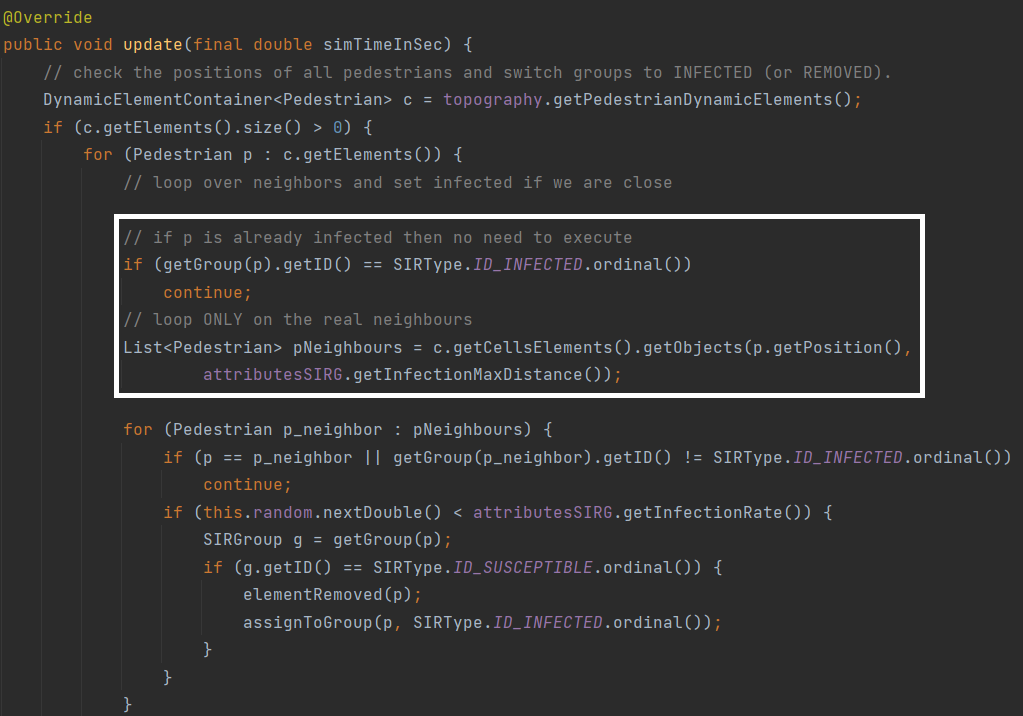 @Override
public void update(final double simTimeInSec) {
// check the positions of all pedestrians and switch groups to INFECTED (or REMOVED).
DynamicElementContainer<Pedestrian> c = topography.getPedestrianDynamicElements();
if (c.getElements().size() > 0) {
for (Pedestrian p : c.getElements()) {
// loop over neighbors and set infected if we are close
// if p is already infected then no need to execute
if (getGroup(p).getID() == SIRType.ID_INFECTED.ordinal())
continue;
// loop ONLY on the real neighbours
List<Pedestrian> pNeighbours = c.getCellsElements().getObjects(p.getPosition(),
attributesSIRG.getInfectionMaxDistance());
for (Pedestrian p_neighbor : pNeighbours) {
if (p == p_neighbor || getGroup(p_neighbor).getID() != SIRType.ID_INFECTED.ordinal())
continue;
if (this.random.nextDouble() < attributesSIRG.getInfectionRate()) {
SIRGroup g = getGroup(p);
if (g.getID() == SIRType.ID_SUSCEPTIBLE.ordinal()) {
elementRemoved(p);
assignToGroup(p, SIRType.ID_INFECTED.ordinal());
}
}
}